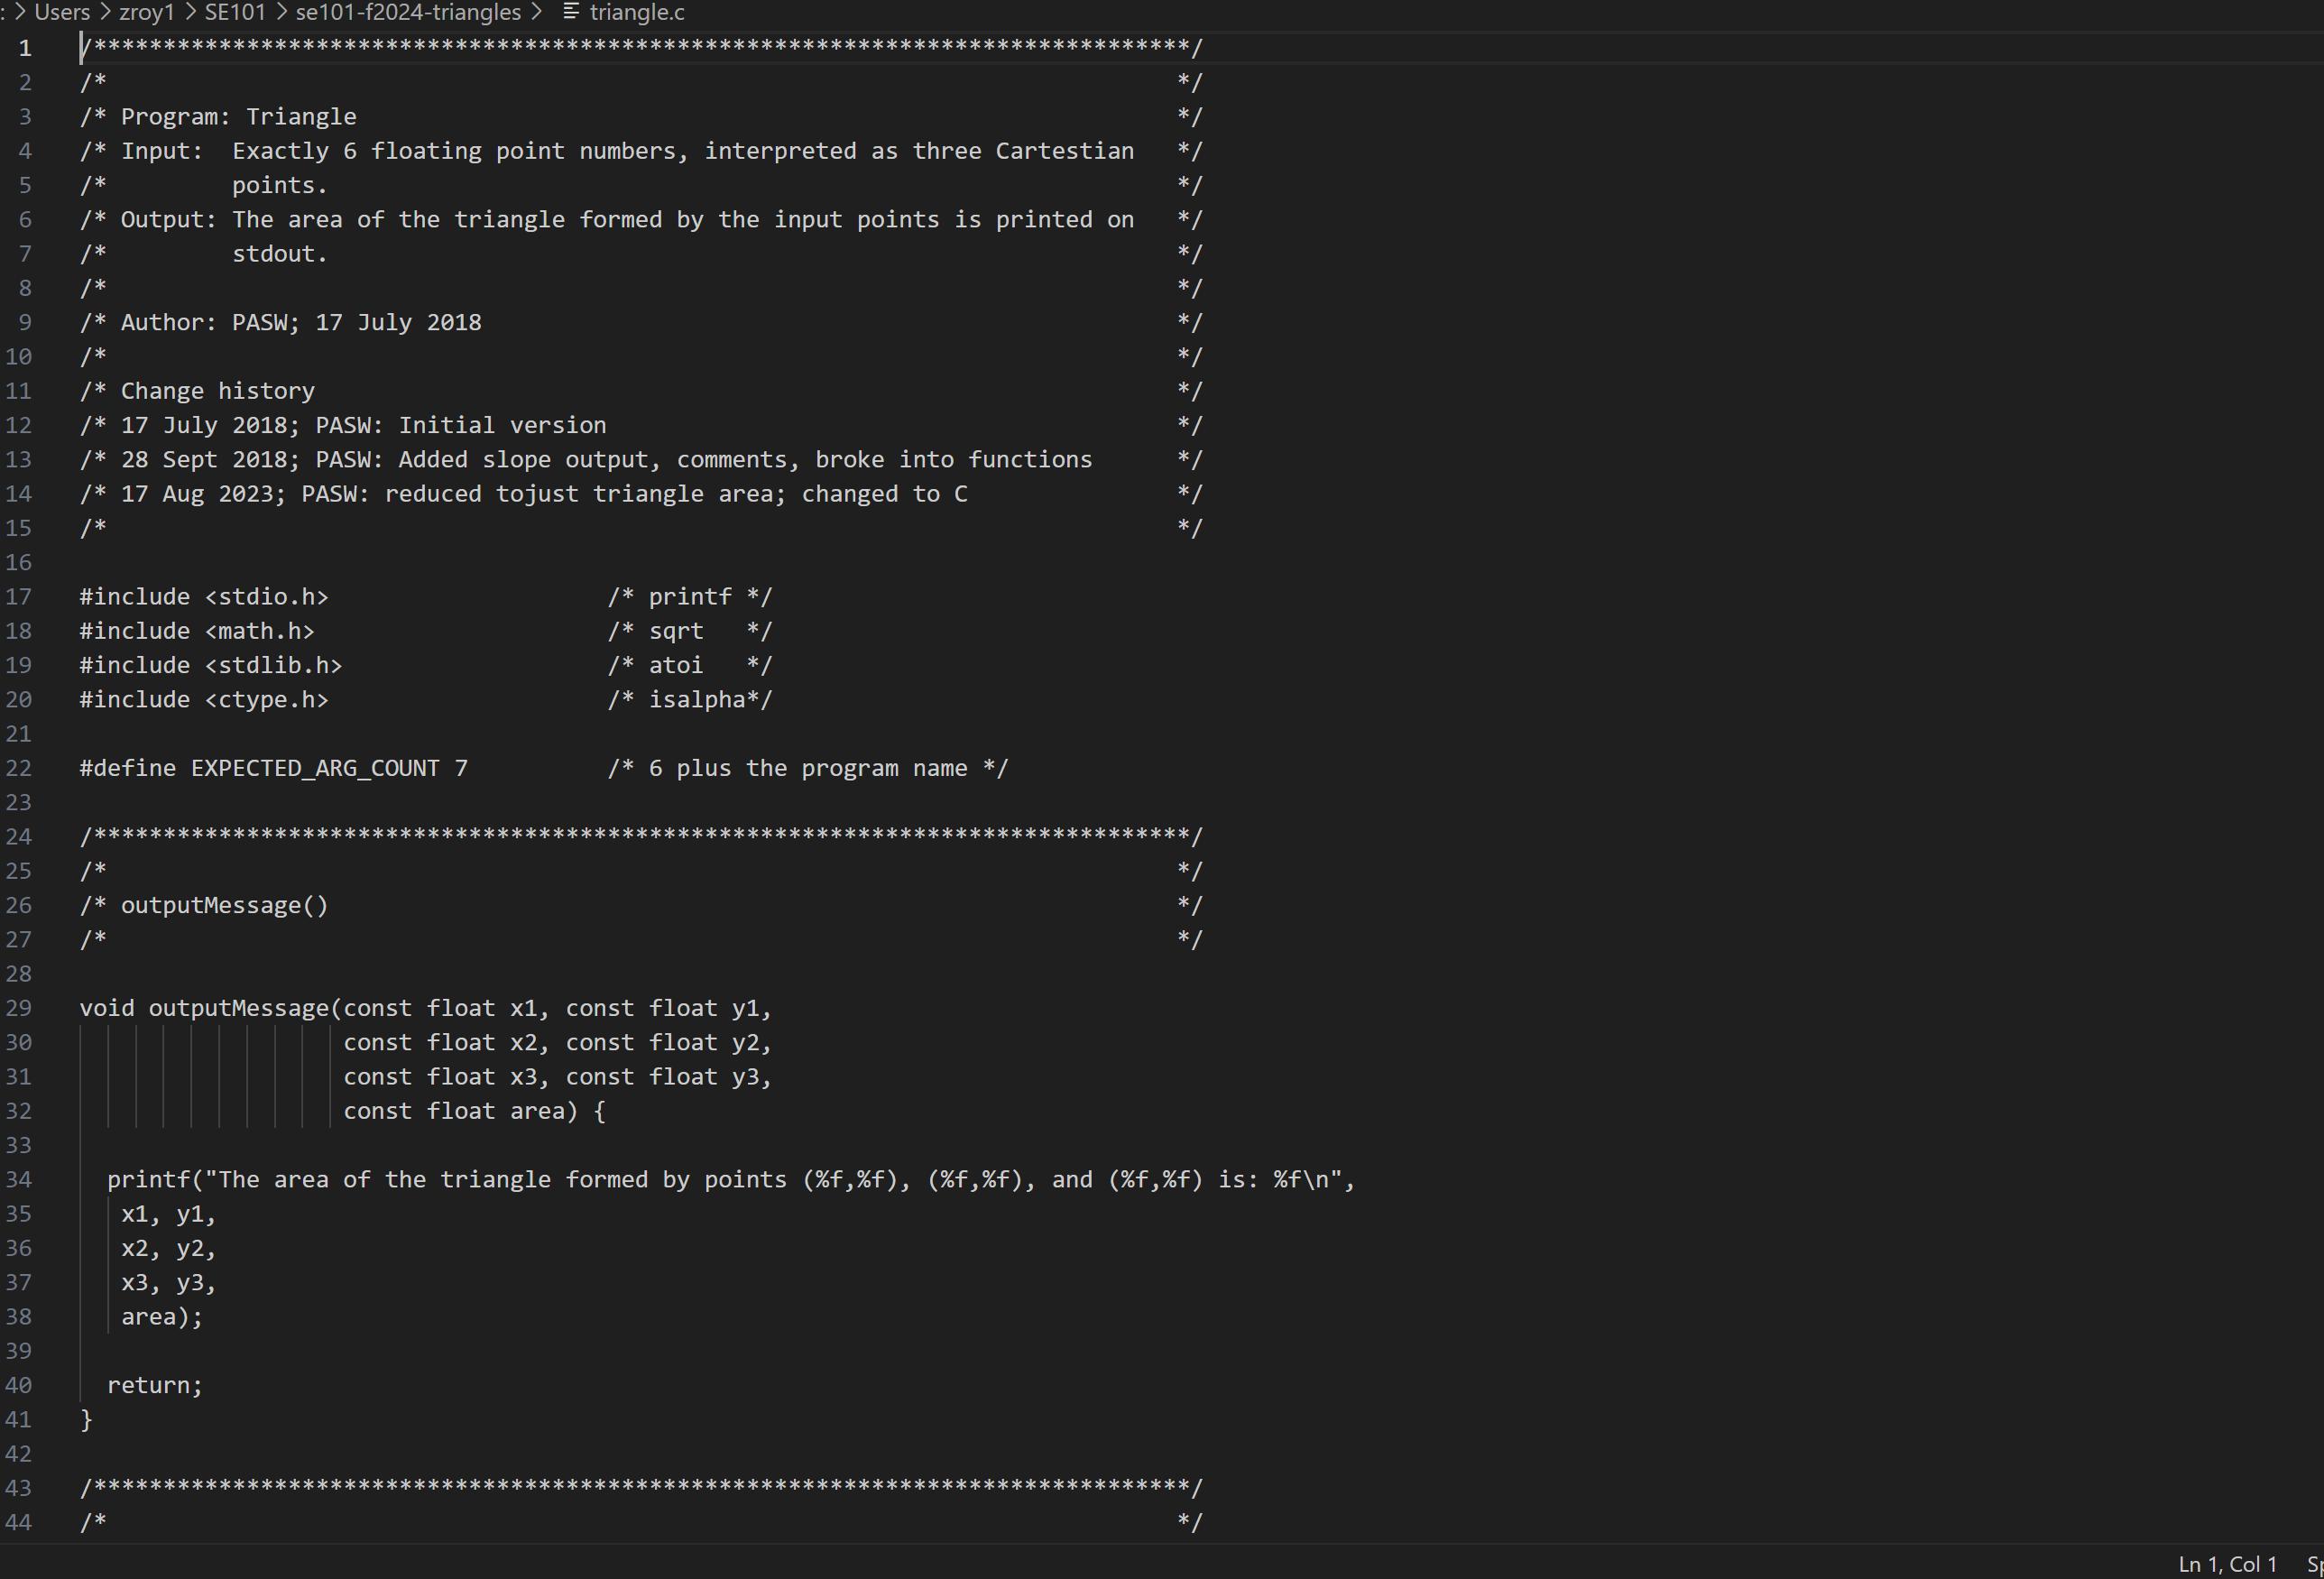 : > Users > zroy1 > SE101 > se101-f2024-triangles > triangle.c
1 /*******************************************************************************/
2 /* */
3 /* Program: Triangle */
4 /* Input:  Exactly 6 floating point numbers, interpreted as three Cartestian */
5 /* points. */
6 /* Output: The area of the triangle formed by the input points is printed on */
7 /* stdout. */
8 /* */
9 /* Author: PASW; 17 July 2018 */
10 /* */
11 /* Change history */
12 /* 17 July 2018; PASW: Initial version */
13 /* 28 Sept 2018; PASW: Added slope output, comments, broke into functions */
14 /* 17 Aug 2023; PASW: reduced tojust triangle area; changed to C */
15 /* */
16
17 #include <stdio.h> /* printf */
18 #include <math.h> /* sqrt   */
19 #include <stdlib.h> /* atoi   */
20 #include <ctype.h> /* isalpha*/
21
22 #define EXPECTED_ARG_COUNT 7 /* 6 plus the program name */
23
24 /*******************************************************************************/
25 /* */
26 /* outputMessage() */
27 /* */
28
29 void outputMessage(const float x1, const float y1,
30 const float x2, const float y2,
31 const float x3, const float y3,
32 const float area) {
33
34 printf("The area of the triangle formed by points (%f,%f), (%f,%f), and (%f,%f) is: %f\n",
35 x1, y1,
36 x2, y2,
37 x3, y3,
38 area);
39
40 return;
41 }
42
43 /*******************************************************************************/
44 /* */
Ln 1, Col 1